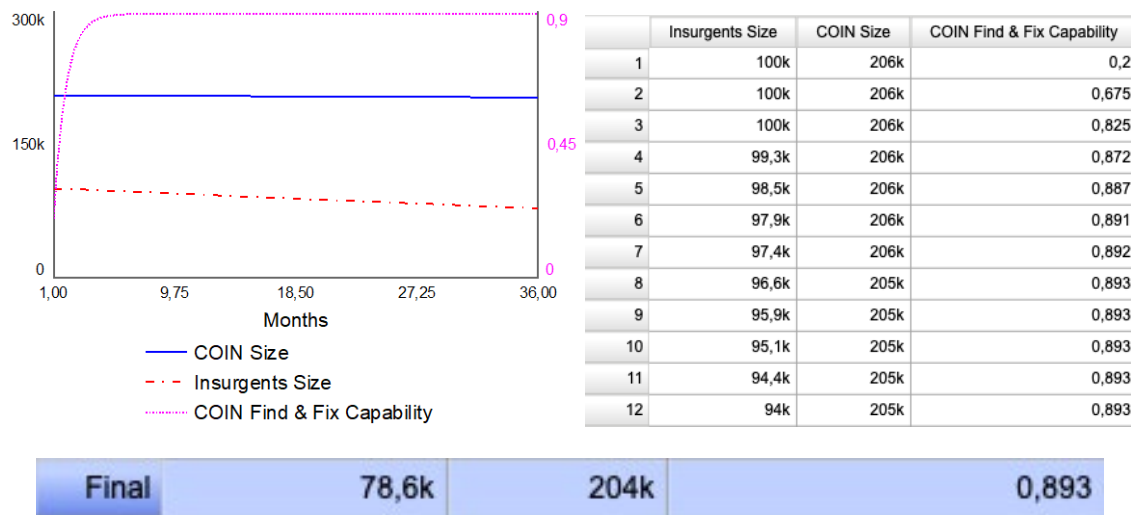 300k
0,9
150k
0,45
0
0
1,00 9,75 18,50 27,25 36,00
Months
COIN Size
Insurgents Size
COIN Find & Fix Capability
Insurgents Size COIN Size COIN Find & Fix Capability
1 100k 206k 0,2
2 100k 206k 0,675
3 100k 206k 0,825
4 99,3k 206k 0,872
5 98,5k 206k 0,887
6 97,9k 206k 0,891
7 97,4k 206k 0,892
8 96,6k 205k 0,893
9 95,9k 205k 0,893
10 95,1k 205k 0,893
11 94,4k 205k 0,893
12 94k 205k 0,893
Final 78,6k 204k 0,893